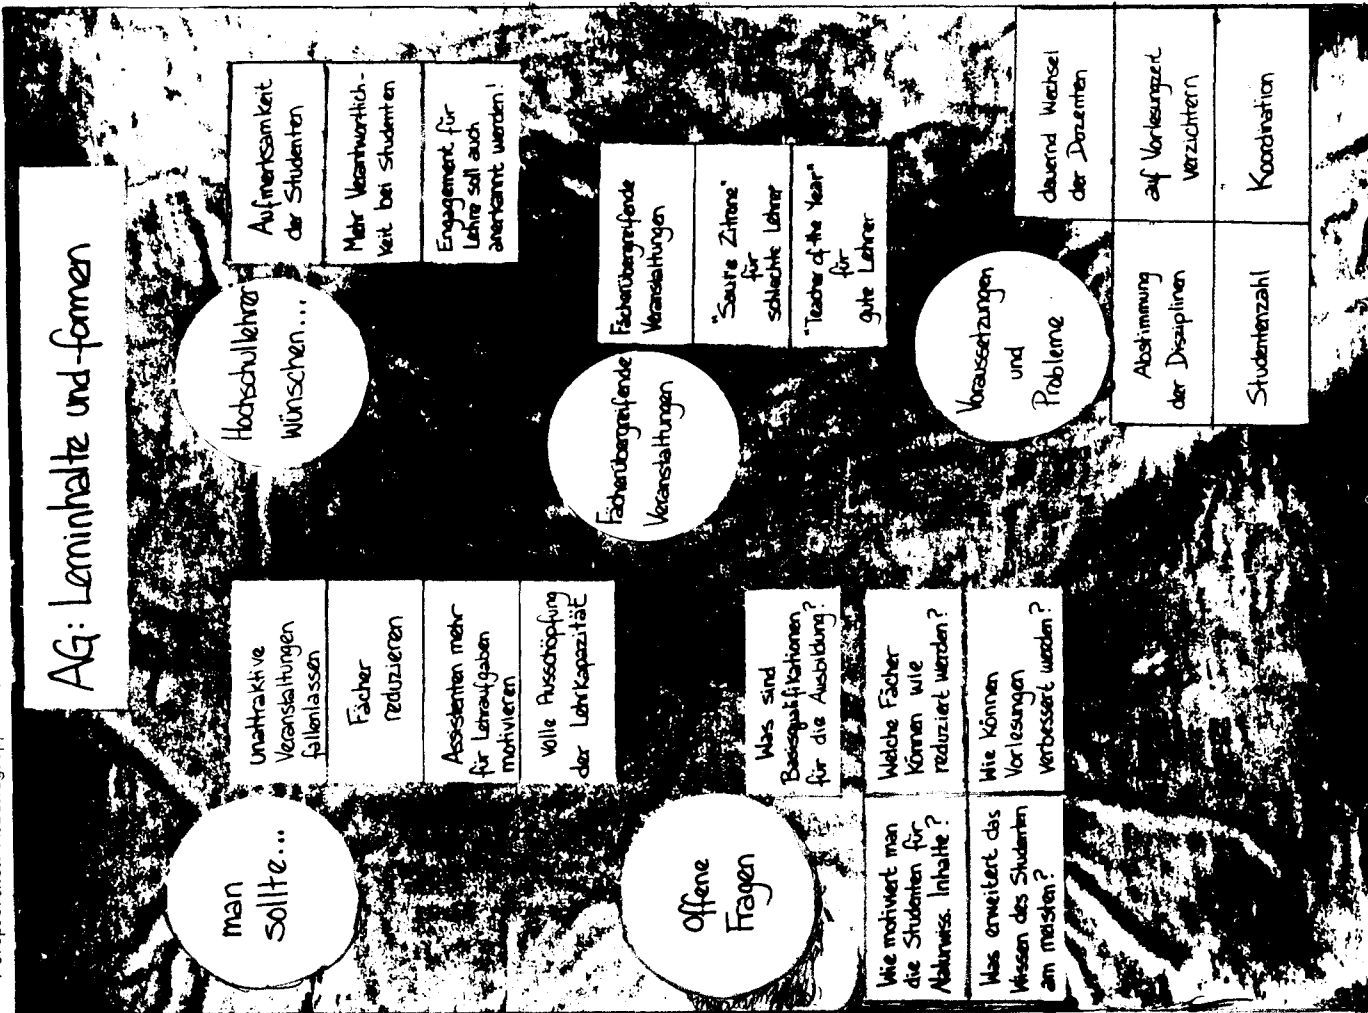 AG: Lerninhalte und -formen
man
sollte...
unattraktive
Veranstaltungen
fallenlassen
Fächer
reduzieren
Assistenten mehr
für Lehraufgaben
motivieren
Volle Ausschöpfung
der Lehrkapazität
Hochschullehrer
wünschen...
Aufmerksamkeit
der Studenten
Mehr Verantwortlich-
keit bei Studenten
Engagement für
Lehre soll auch
anerkannt werden!
Fächerübergreifende
Veranstaltungen
Fächerübergreifende
Veranstaltungen
"Saure Zitrone"
für
schlechte Lehrer
"Teacher of the Year"
für
gute Lehrer
Offene
Fragen
Was sind
Basisqualifikationen
für die Ausbildung?
Wie motiviert man
die Studenten für
Naturwiss. Inhalte?
Welche Fächer
können wie
reduziert werden?
Was erweitert das
Wissen des Studenten
am meisten?
Wie können
Vorlesungen
verbessert werden?
Voraussetzungen
und
Probleme
dauernd Wechsel
der Dozenten
Abstimmung
der Disziplinen
auf Vorlesungzeit
verzichtern
Studentenzahl
Koordination